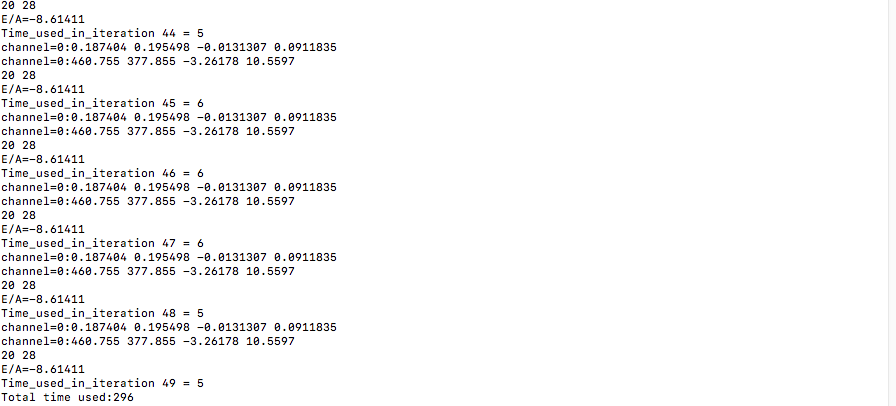 20 28
E/A=-8.61411
Time_used_in_iteration 44 = 5
channel=0:0.187404 0.195498 -0.0131307 0.0911835
channel=0:460.755 377.855 -3.26178 10.5597
20 28
E/A=-8.61411
Time_used_in_iteration 45 = 6
channel=0:0.187404 0.195498 -0.0131307 0.0911835
channel=0:460.755 377.855 -3.26178 10.5597
20 28
E/A=-8.61411
Time_used_in_iteration 46 = 6
channel=0:0.187404 0.195498 -0.0131307 0.0911835
channel=0:460.755 377.855 -3.26178 10.5597
20 28
E/A=-8.61411
Time_used_in_iteration 47 = 6
channel=0:0.187404 0.195498 -0.0131307 0.0911835
channel=0:460.755 377.855 -3.26178 10.5597
20 28
E/A=-8.61411
Time_used_in_iteration 48 = 5
channel=0:0.187404 0.195498 -0.0131307 0.0911835
channel=0:460.755 377.855 -3.26178 10.5597
20 28
E/A=-8.61411
Time_used_in_iteration 49 = 5
Total time used:296